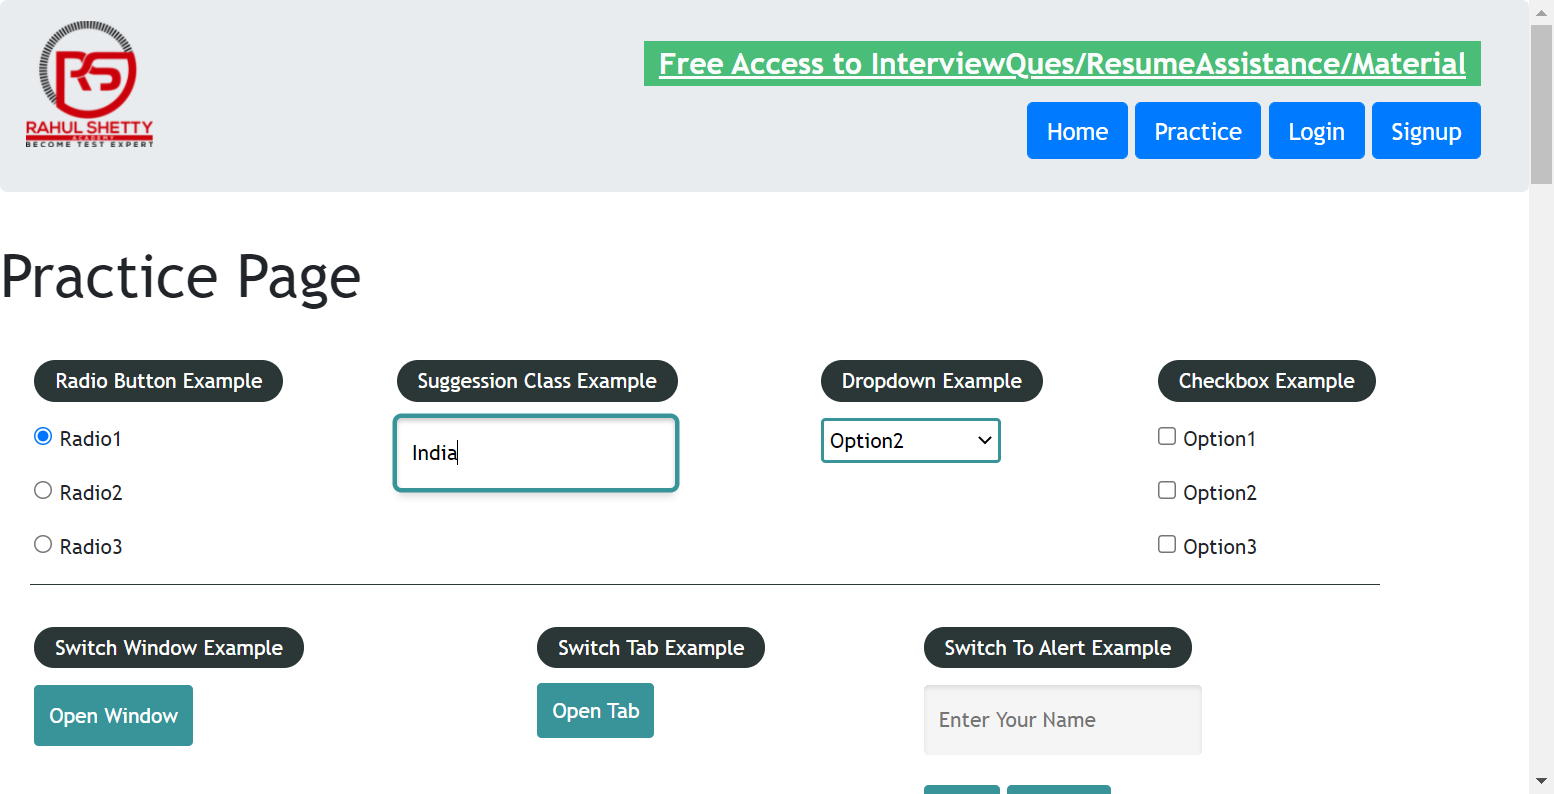 RAHUL SHETTY
ACADEMY
BECOME TEST EXPERT
Free Access to InterviewQues/ResumeAssistance/Material
Home Practice Login Signup
Practice Page
Radio Button Example
Radio1
Radio2
Radio3
Suggession Class Example
India
Dropdown Example
Option2
Checkbox Example
Option1
Option2
Option3
Switch Window Example
Open Window
Switch Tab Example
Open Tab
Switch To Alert Example
Enter Your Name